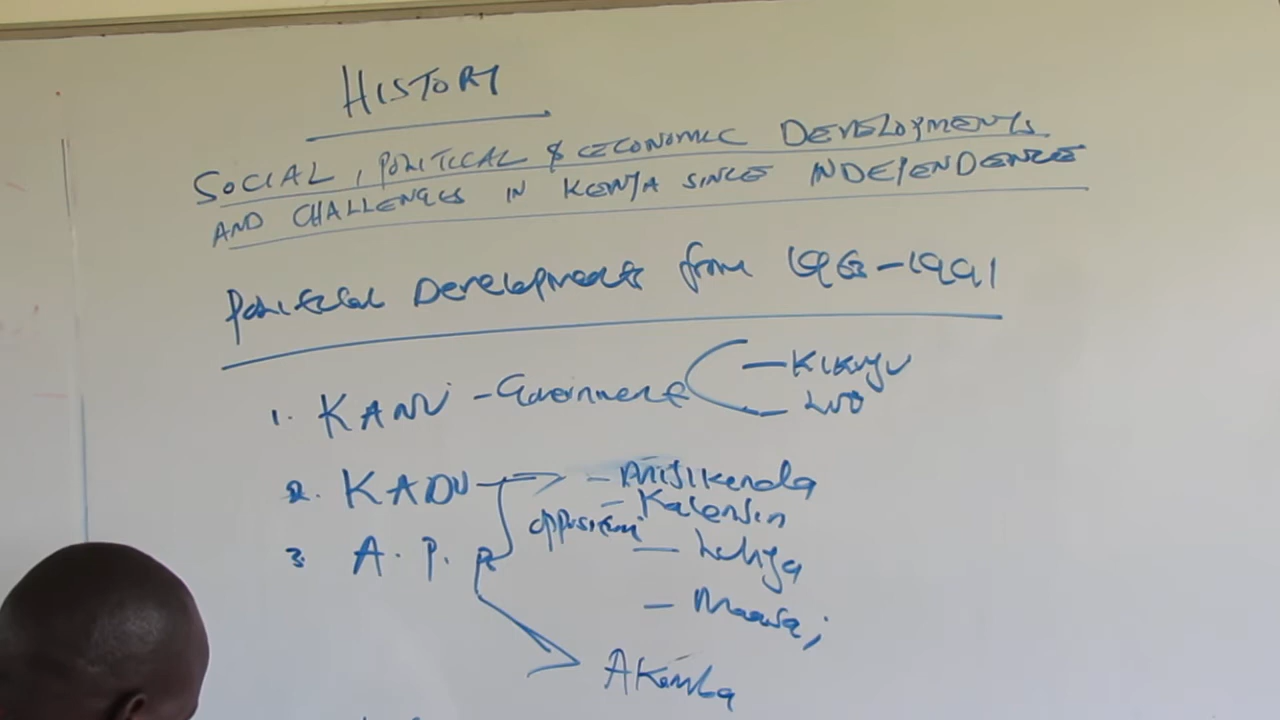 HISTORY
SOCIAL, POLITICAL & ECONOMIC DEVELOPMENTS
AND CHALLENGES IN KENYA SINCE INDEPENDENCE
Political Developments from 1963-1991
1. KANU - Government - Kikuyu
- Luo
2. KADU - Mijikenda
- Kalenjin
opposition
3. A. P. P - Luhya
- Maasai
Akamba